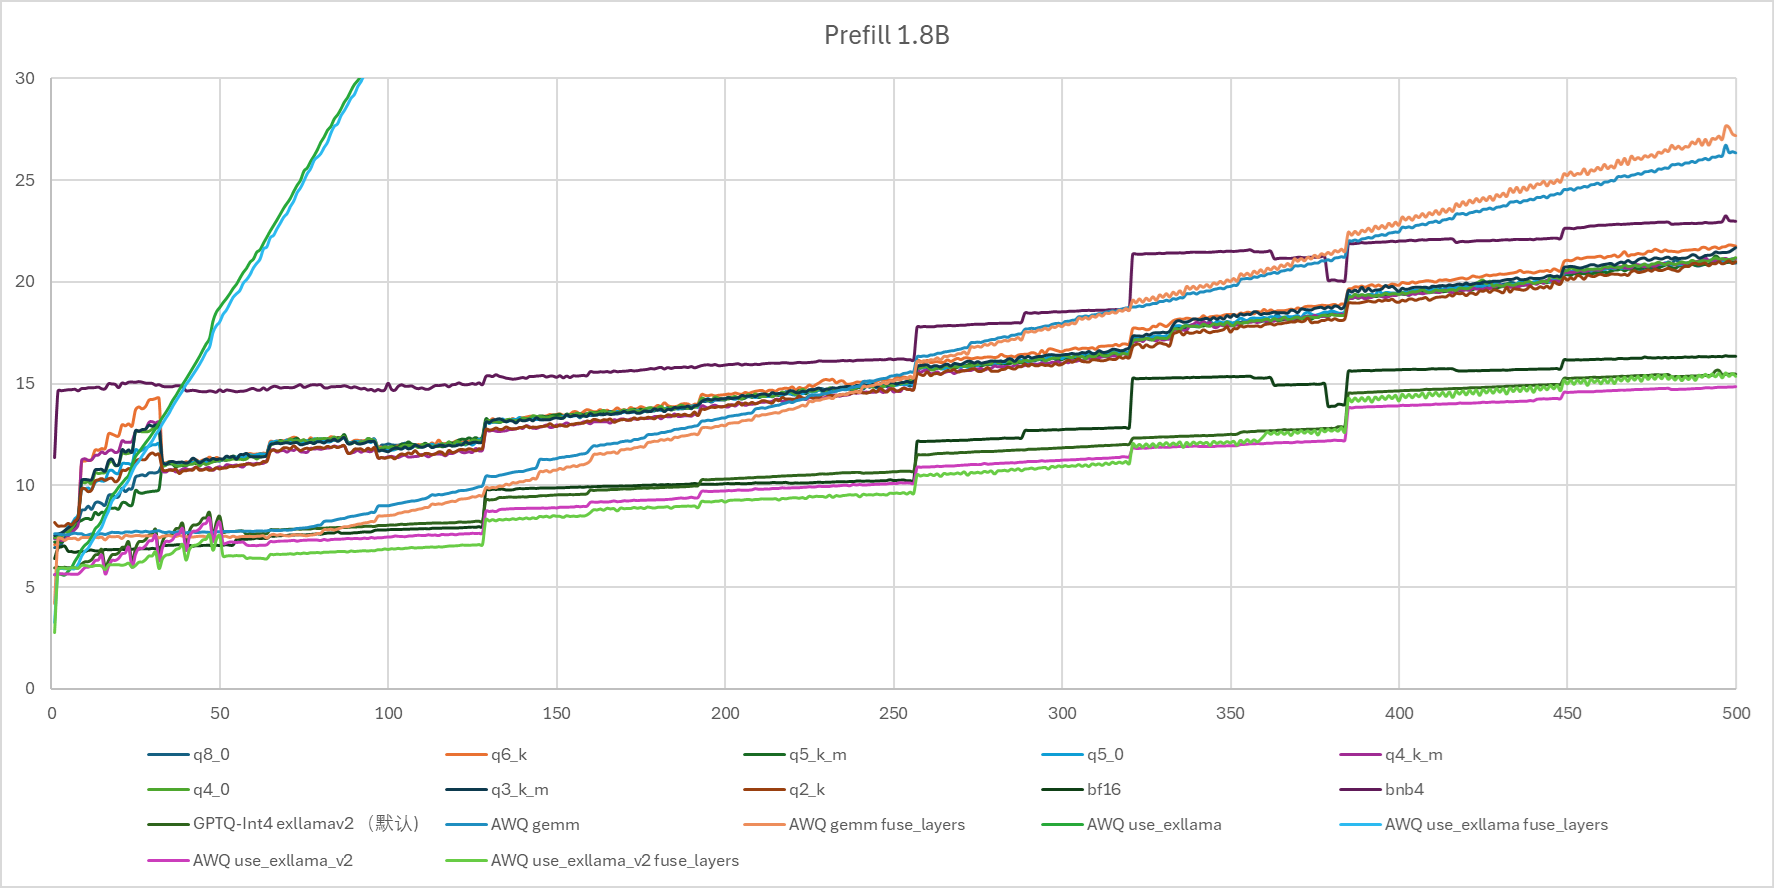 Prefill 1.8B
30
25
20
15
10
5
0
0 50 100 150 200 250 300 350 400 450 500
q8_0 q6_k q5_k_m q5_0 q4_k_m
q4_0 q3_k_m q2_k bf16 bnb4
GPTQ-Int4 exllamav2 （默认） AWQ gemm AWQ gemm fuse_layers AWQ use_exllama AWQ use_exllama fuse_layers
AWQ use_exllama_v2 AWQ use_exllama_v2 fuse_layers